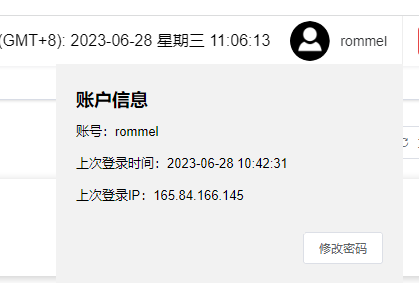 (GMT+8): 2023-06-28 星期三 11:06:13
rommel
账户信息
账号：rommel
上次登录时间：2023-06-28 10:42:31
上次登录IP：165.84.166.145
修改密码